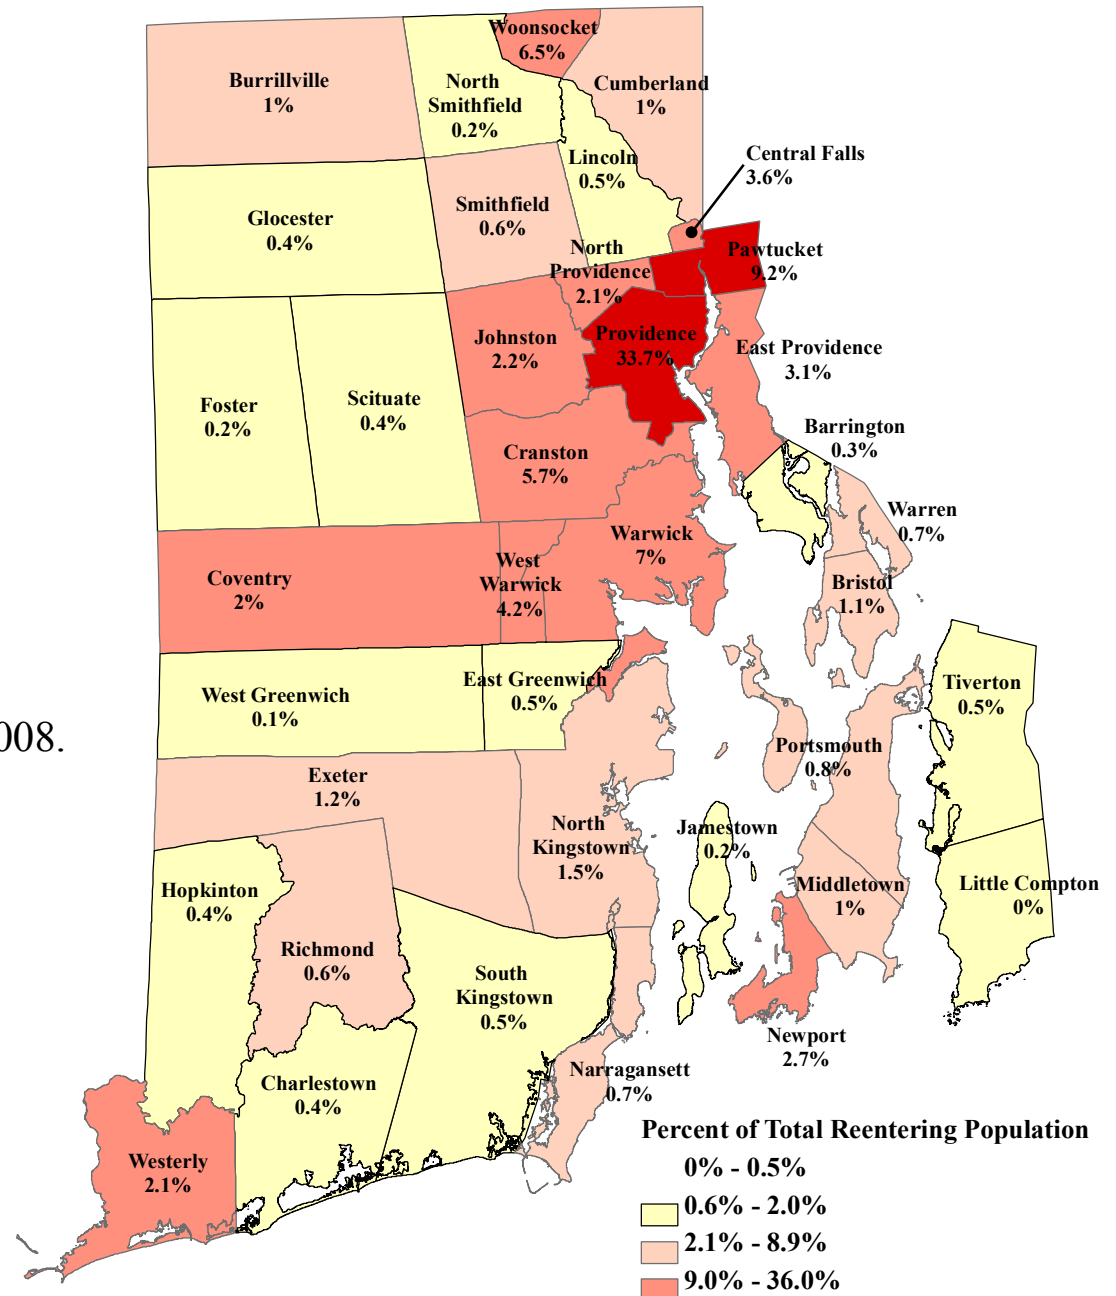 Woonsocket
6.5%
Burrillville
1%
North
Smithfield
0.2%
Cumberland
1%
Lincoln
0.5%
Central Falls
3.6%
Glocester
0.4%
Smithfield
0.6%
North
Providence
2.1%
Pawtucket
9.2%
Johnston
2.2%
Providence
33.7%
East Providence
3.1%
Foster
0.2%
Scituate
0.4%
Barrington
0.3%
Cranston
5.7%
Warren
0.7%
Warwick
7%
Coventry
2%
West
Warwick
4.2%
Bristol
1.1%
West Greenwich
0.1%
East Greenwich
0.5%
Tiverton
0.5%
008.
Portsmouth
0.8%
Exeter
1.2%
North
Kingstown
1.5%
Jamestown
0.2%
Hopkinton
0.4%
Middletown
1%
Little Compton
0%
Richmond
0.6%
South
Kingstown
0.5%
Newport
2.7%
Charlestown
0.4%
Narragansett
0.7%
Westerly
2.1%
Percent of Total Reentering Population
0% - 0.5%
0.6% - 2.0%
2.1% - 8.9%
9.0% - 36.0%